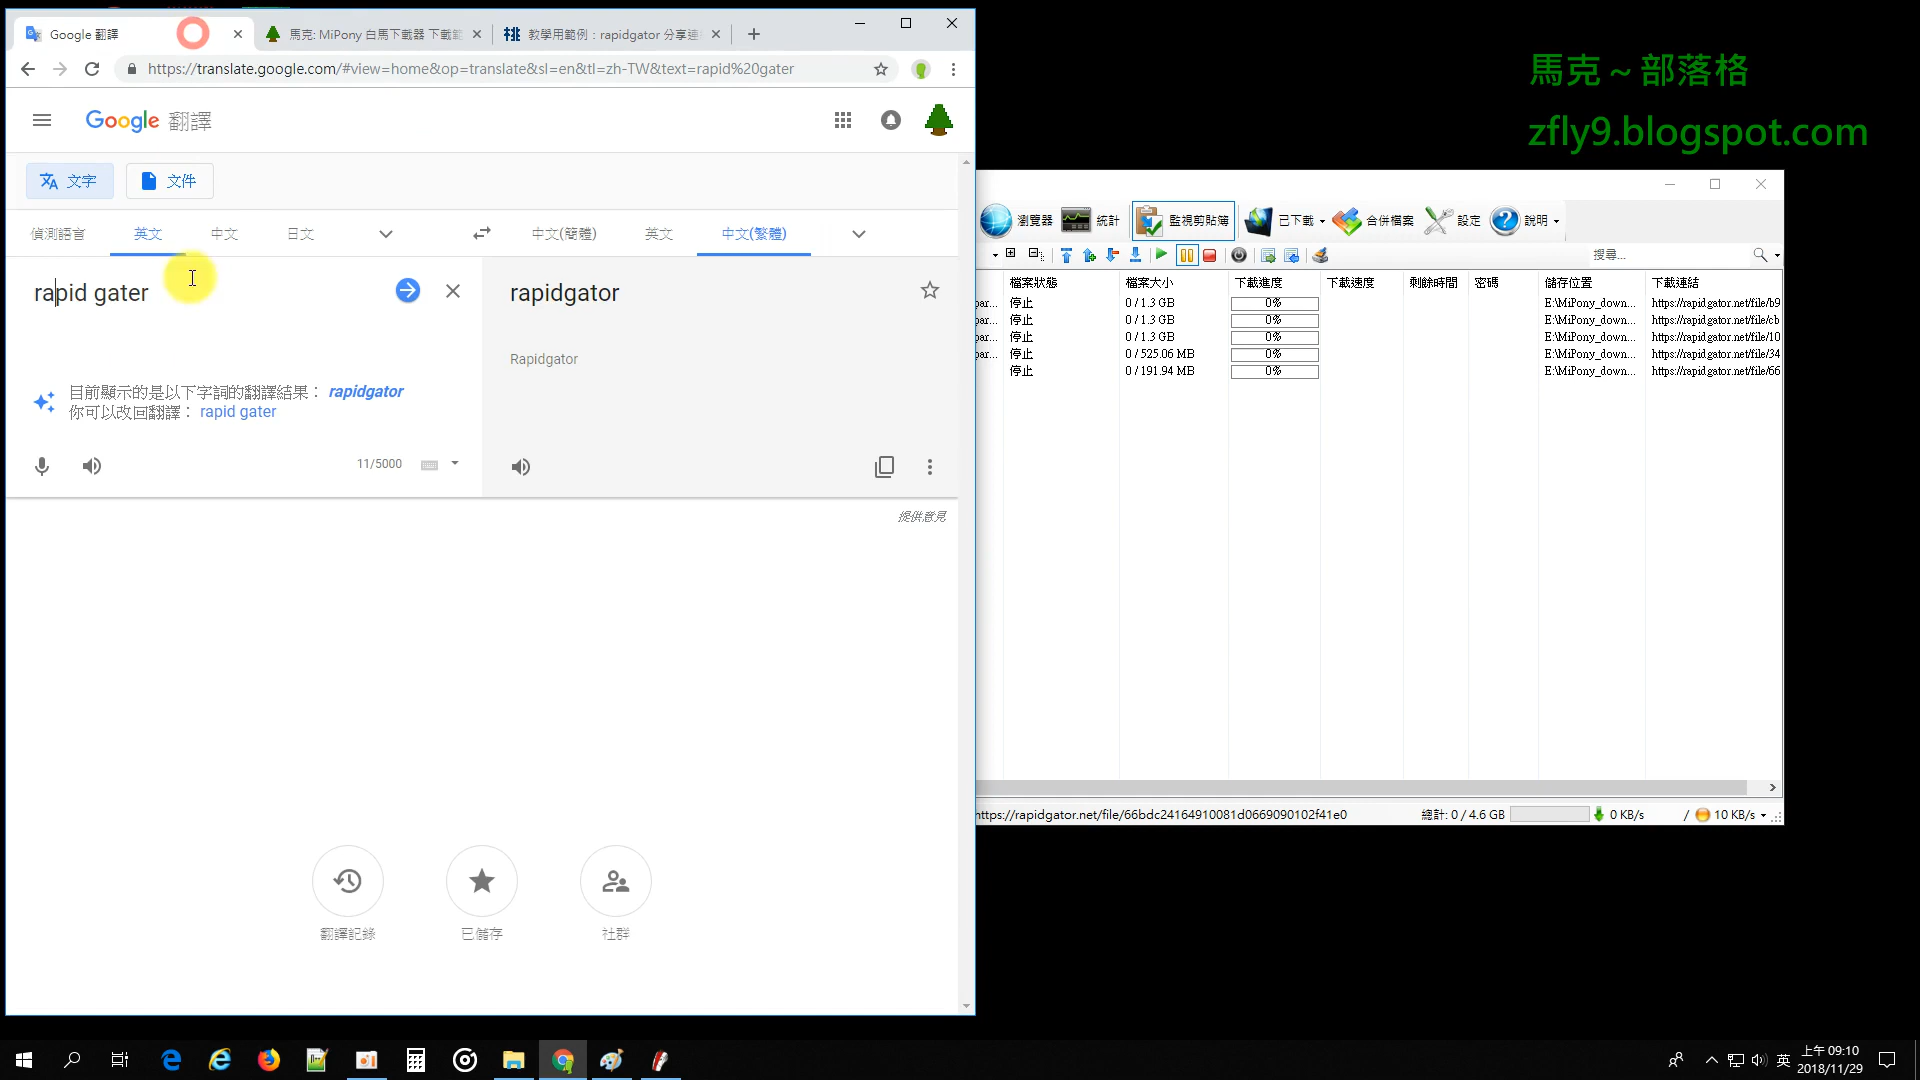 Google 翻譯
馬克: MiPony 白馬下載器 下載範
教學用範例：rapidgator 分享連
https://translate.google.com/#view=home&op=translate&sl=en&tl=zh-TW&text=rapid%20gater
Google 翻譯
文字
文件
偵測語言
英文
中文
日文
中文(簡體)
英文
中文(繁體)
rapid gater
rapidgator
Rapidgator
目前顯示的是以下字詞的翻譯結果： rapidgator
你可以改回翻譯： rapid gater
11/5000
提供意見
翻譯記錄
已儲存
社群
馬克～部落格
zfly9.blogspot.com
瀏覽器
統計
監視剪貼簿
已下載
合併檔案
設定
說明
搜尋...
檔案狀態 檔案大小 下載進度 下載速度 剩餘時間 密碼 儲存位置 下載連結
par... 停止 0 / 1.3 GB 0% E:\MiPony_down... https://rapidgator.net/file/b9
par... 停止 0 / 1.3 GB 0% E:\MiPony_down... https://rapidgator.net/file/cb
par... 停止 0 / 1.3 GB 0% E:\MiPony_down... https://rapidgator.net/file/10
par... 停止 0 / 525.06 MB 0% E:\MiPony_down... https://rapidgator.net/file/34
停止 0 / 191.94 MB 0% E:\MiPony_down... https://rapidgator.net/file/66
https://rapidgator.net/file/66bdc24164910081d0669090102f41e0
總計: 0 / 4.6 GB
0 KB/s
/
10 KB/s
英
上午 09:10
2018/11/29